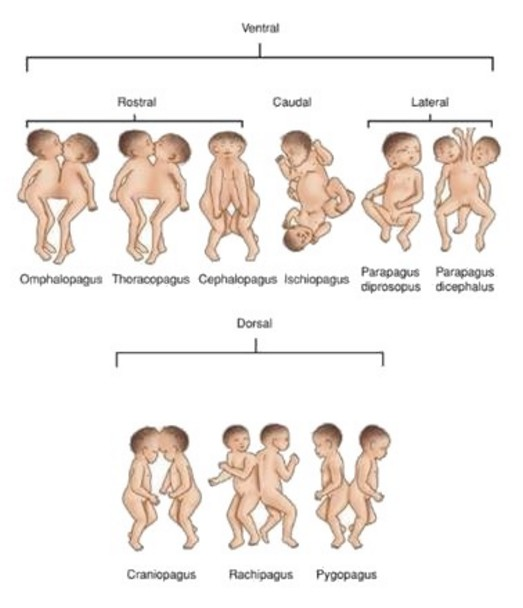 Ventral
Rostral Caudal Lateral
Omphalopagus Thoracopagus Cephalopagus Ischiopagus Parapagus diprosopus Parapagus dicephalus
Dorsal
Craniopagus Rachipagus Pygopagus